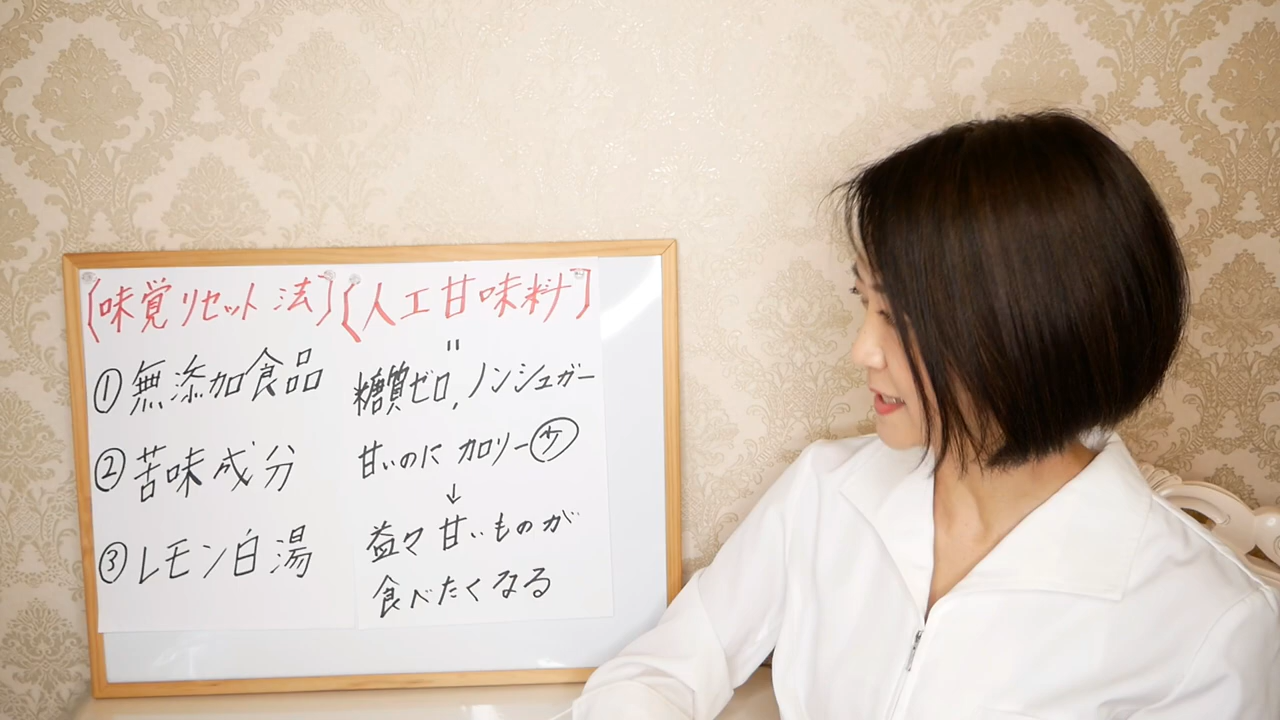 【味覚リセット法】
①無添加食品
②苦味成分
③レモン白湯
【人工甘味料】
"
糖質ゼロ,ノンシュガー
甘いのにカロリー少
↓
益々甘いものが
食べたくなる